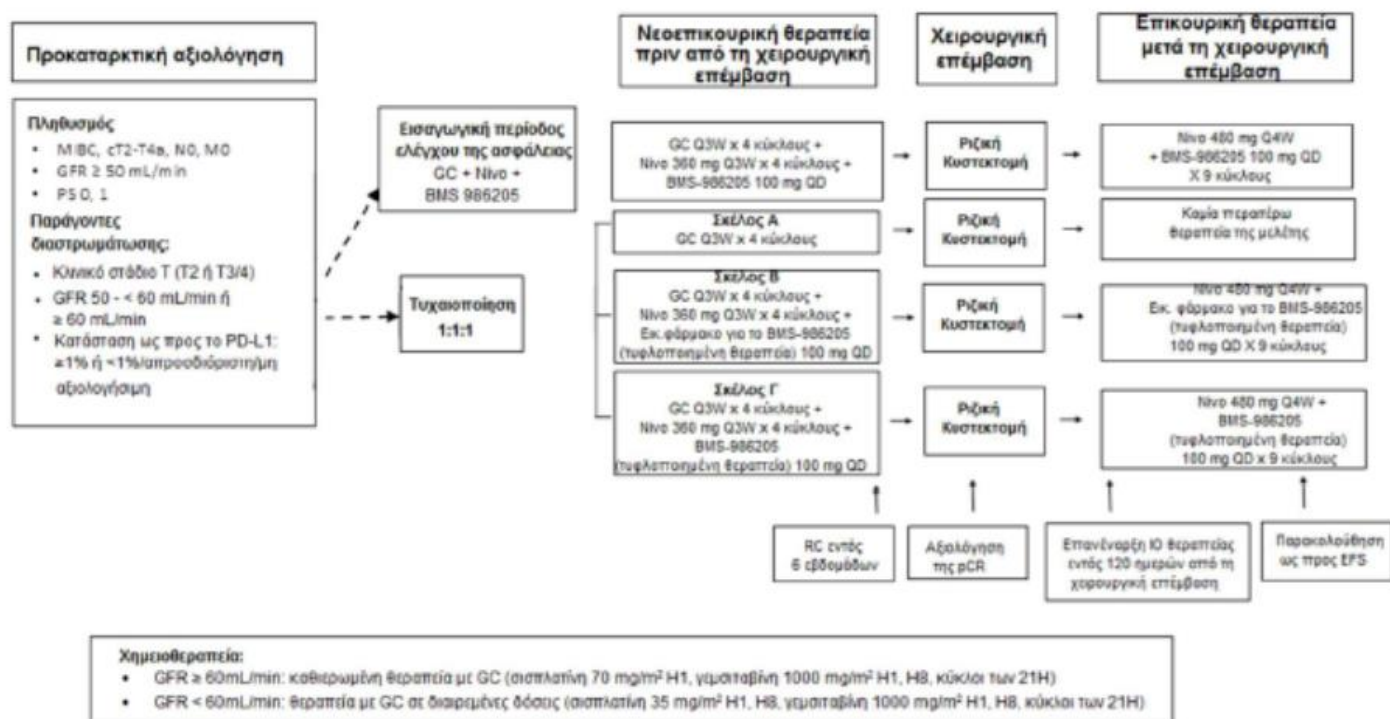 Προκαταρκτική αξιολόγηση
Νεοεπικουρική θεραπεία
πριν από τη χειρουργική
επέμβαση
Χειρουργική
επέμβαση
Επικουρική θεραπεία
μετά τη χειρουργική
επέμβαση
Πληθυσμός
• MIBC, cT2-T4a, N0, M0
• GFR ≥ 50 mL/min
• PS 0, 1
Παράγοντες
διαστρωμάτωσης:
• Κλινικό στάδιο T (T2 ή T3/4)
• GFR 50 - < 60 mL/min ή
≥ 60 mL/min
• Κατάσταση ως προς το PD-L1:
≥1% ή <1%/απροσδιόριστη/μη
αξιολογήσιμη
Εισαγωγική περίοδος
ελέγχου της ασφάλειας
GC + Nivo +
BMS 986205
Τυχαιοποίηση
1:1:1
GC Q3W x 4 κύκλους +
Nivo 360 mg Q3W x 4 κύκλους +
BMS-986205 100 mg QD
Ριζική
Κυστεκτομή
Nivo 480 mg Q4W
+ BMS-986205 100 mg QD
X 9 κύκλους
Σκέλος A
GC Q3W x 4 κύκλους
Ριζική
Κυστεκτομή
Καμία περαιτέρω
θεραπεία της μελέτης
Σκέλος B
GC Q3W x 4 κύκλους +
Nivo 360 mg Q3W x 4 κύκλους +
Εικ. φάρμακο για το BMS-986205
(τυφλοποιημένη θεραπεία) 100 mg QD
Ριζική
Κυστεκτομή
Nivo 480 mg Q4W +
Εικ. φάρμακο για το BMS-986205
(τυφλοποιημένη θεραπεία)
100 mg QD X 9 κύκλους
Σκέλος Γ
GC Q3W x 4 κύκλους +
Nivo 360 mg Q3W x 4 κύκλους +
BMS-986205
(τυφλοποιημένη θεραπεία) 100 mg QD
Ριζική
Κυστεκτομή
Nivo 480 mg Q4W +
BMS-986205
(τυφλοποιημένη θεραπεία)
100 mg QD x 9 κύκλους
RC εντός
6 εβδομάδων
Αξιολόγηση
της pCR
Επανέναρξη IO θεραπείας
εντός 120 ημερών από τη
χειρουργική επέμβαση
Παρακολούθηση
ως προς EFS
Χημειοθεραπεία:
• GFR ≥ 60mL/min: καθιερωμένη θεραπεία με GC (σισπλατίνη 70 mg/m² H1, γεμσιταβίνη 1000 mg/m² H1, H8, κύκλοι των 21H)
• GFR < 60mL/min: θεραπεία με GC σε διαιρεμένες δόσεις (σισπλατίνη 35 mg/m² H1, H8, γεμσιταβίνη 1000 mg/m² H1, H8, κύκλοι των 21H)